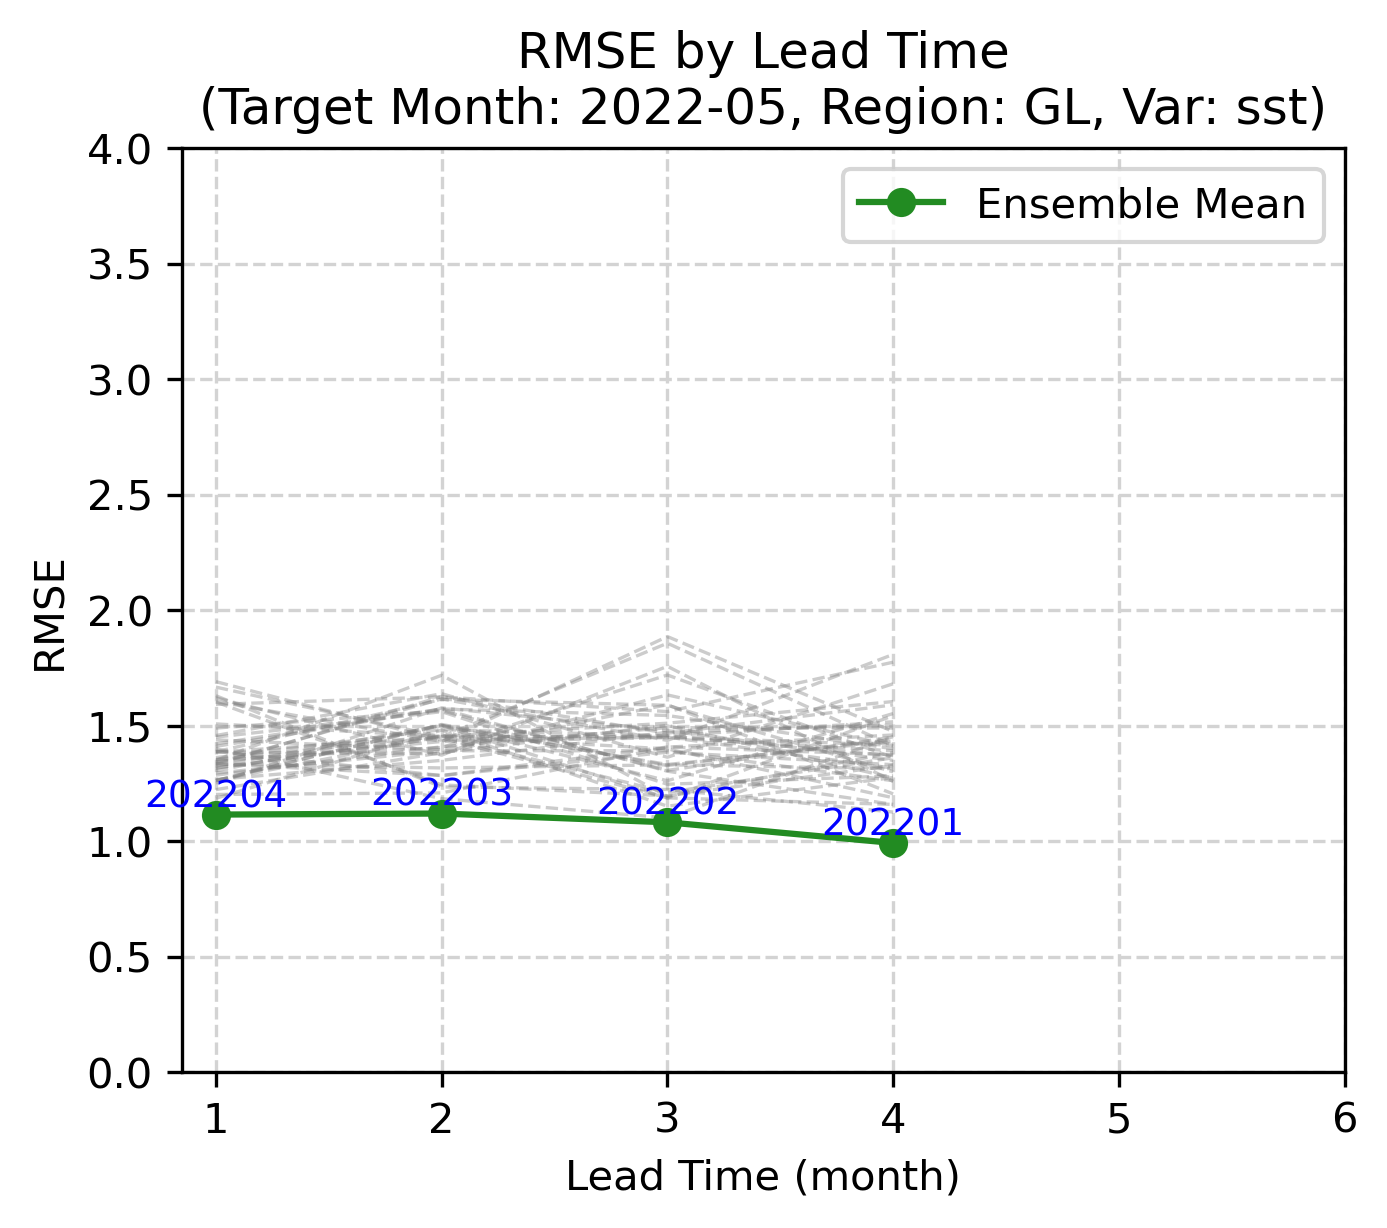 RMSE by Lead Time
(Target Month: 2022-05, Region: GL, Var: sst)
Ensemble Mean
RMSE
4.0
3.5
3.0
2.5
2.0
1.5
1.0
0.5
0.0
202204
202203
202202
202201
1 2 3 4 5 6
Lead Time (month)